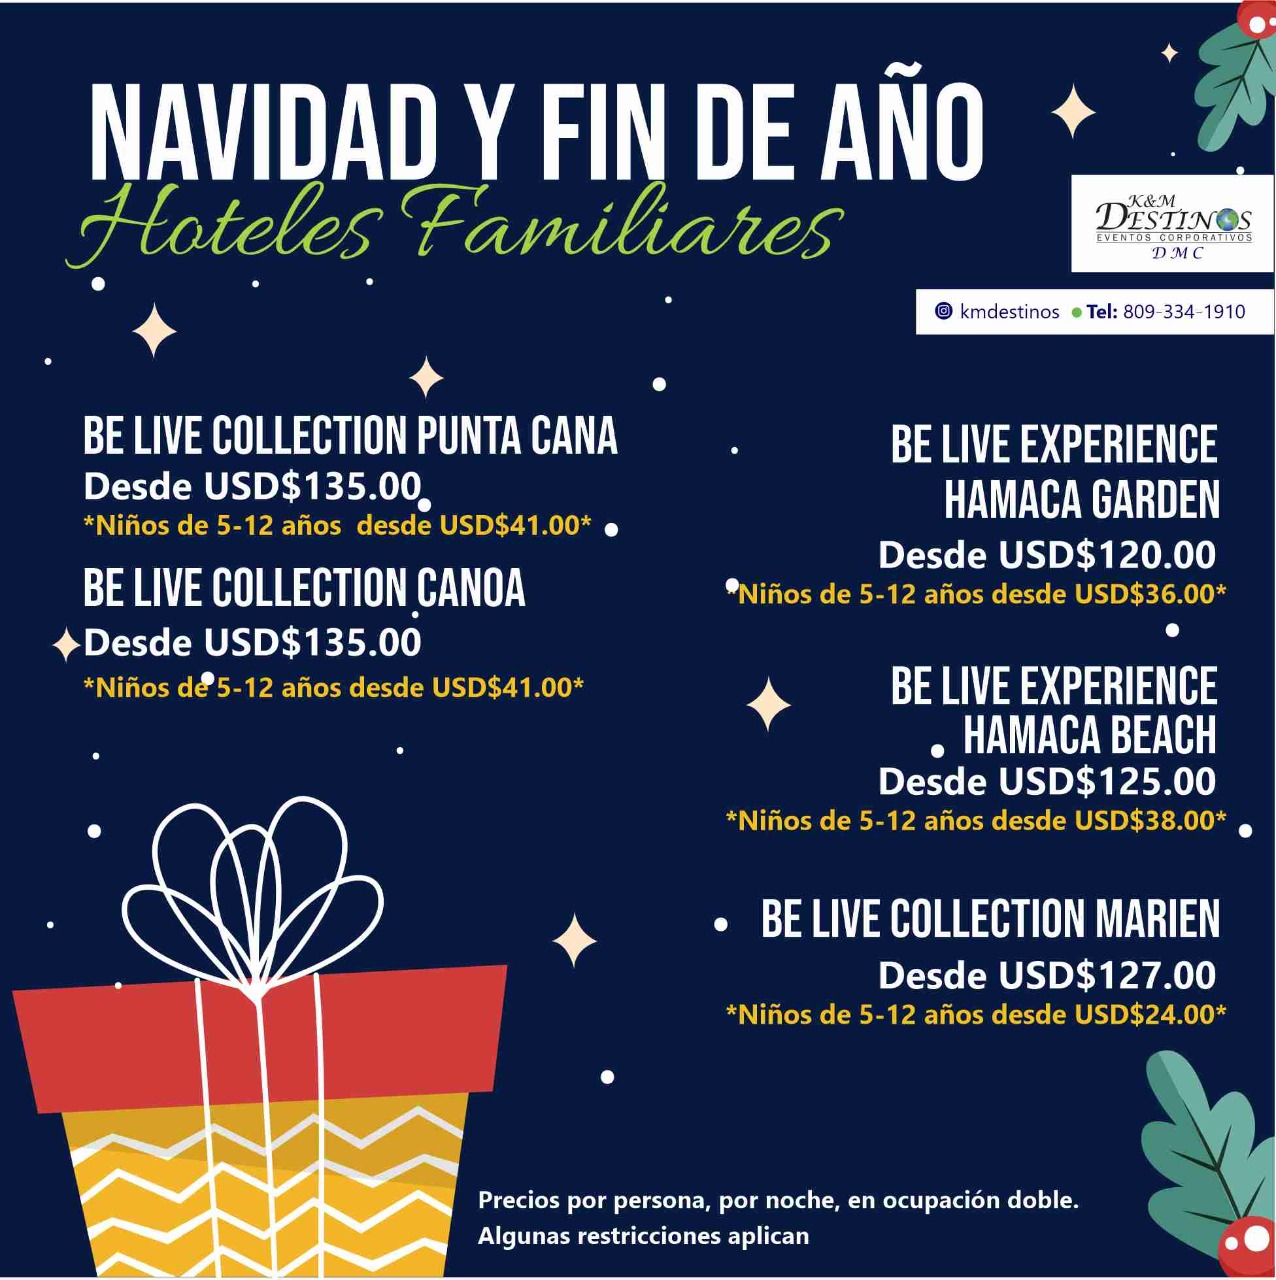 NAVIDAD Y FIN DE AÑO
Hoteles Familiares
K&M
DESTINOS
EVENTOS CORPORATIVOS
DMC
kmdestinos • Tel: 809-334-1910
BE LIVE COLLECTION PUNTA CANA
Desde USD$135.00
*Niños de 5-12 años desde USD$41.00*
BE LIVE COLLECTION CANOA
Desde USD$135.00
*Niños de 5-12 años desde USD$41.00*
BE LIVE EXPERIENCE
HAMACA GARDEN
Desde USD$120.00
*Niños de 5-12 años desde USD$36.00*
BE LIVE EXPERIENCE
HAMACA BEACH
Desde USD$125.00
*Niños de 5-12 años desde USD$38.00*
BE LIVE COLLECTION MARIEN
Desde USD$127.00
*Niños de 5-12 años desde USD$24.00*
Precios por persona, por noche, en ocupación doble.
Algunas restricciones aplican